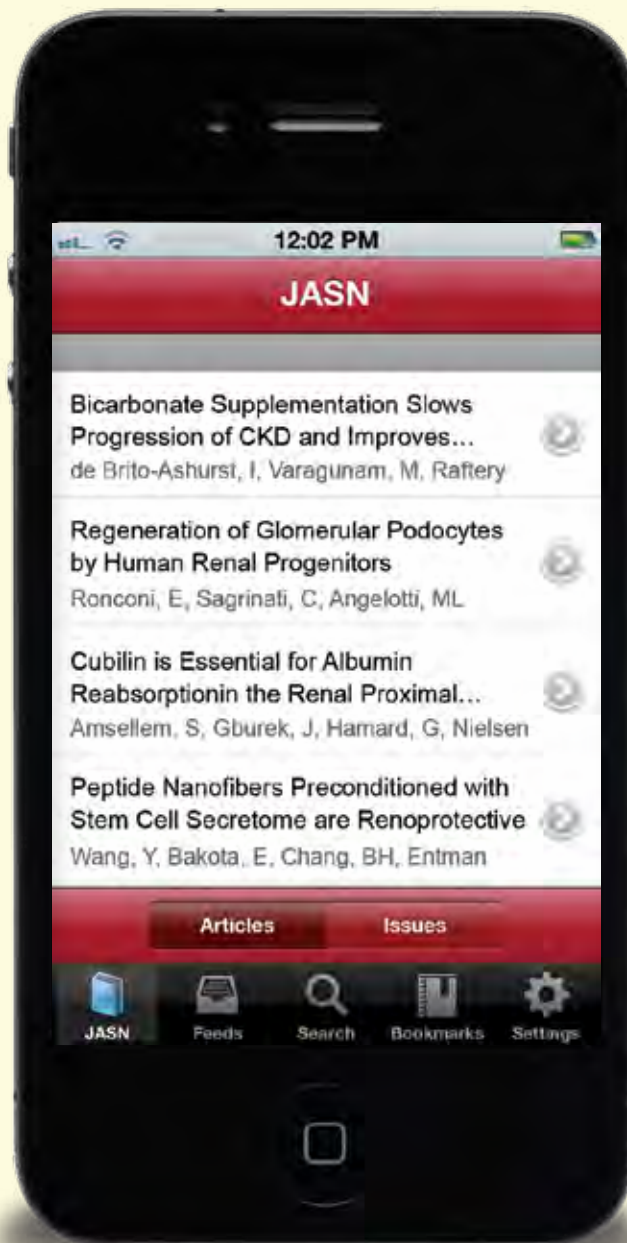 12:02 PM
JASN
Bicarbonate Supplementation Slows
Progression of CKD and Improves...
de Brito-Ashurst, I, Varagunam, M, Raftery
Regeneration of Glomerular Podocytes
by Human Renal Progenitors
Ronconi, E, Sagrinati, C, Angelotti, ML
Cubilin is Essential for Albumin
Reabsorptionin the Renal Proximal...
Amsellem, S, Gburek, J, Hamard, G, Nielsen
Peptide Nanofibers Preconditioned with
Stem Cell Secretome are Renoprotective
Wang, Y, Bakota, E, Chang, BH, Entman
Articles Issues
JASN Feeds Search Bookmarks Settings